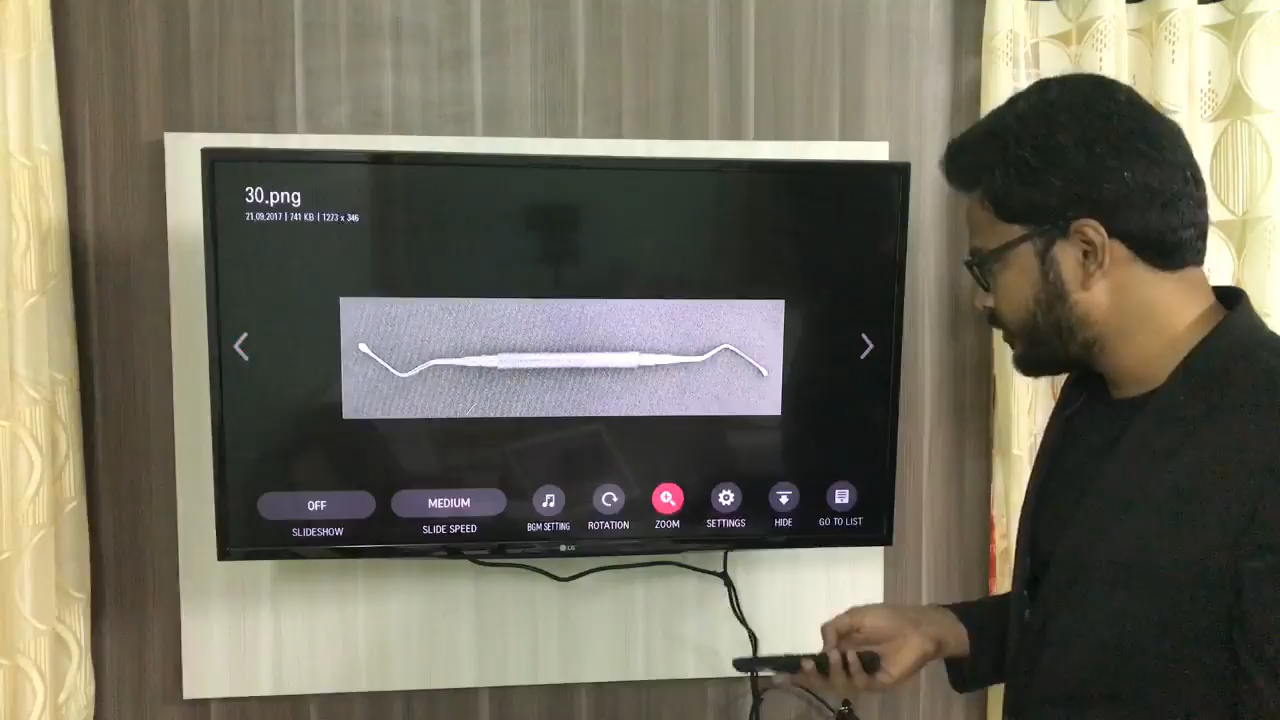 30.png
21.09.2017 | 741 KB | 1273 x 346
OFF
MEDIUM
SLIDESHOW
SLIDE SPEED
BGM SETTING
ROTATION
ZOOM
SETTINGS
HIDE
GO TO LIST
LG